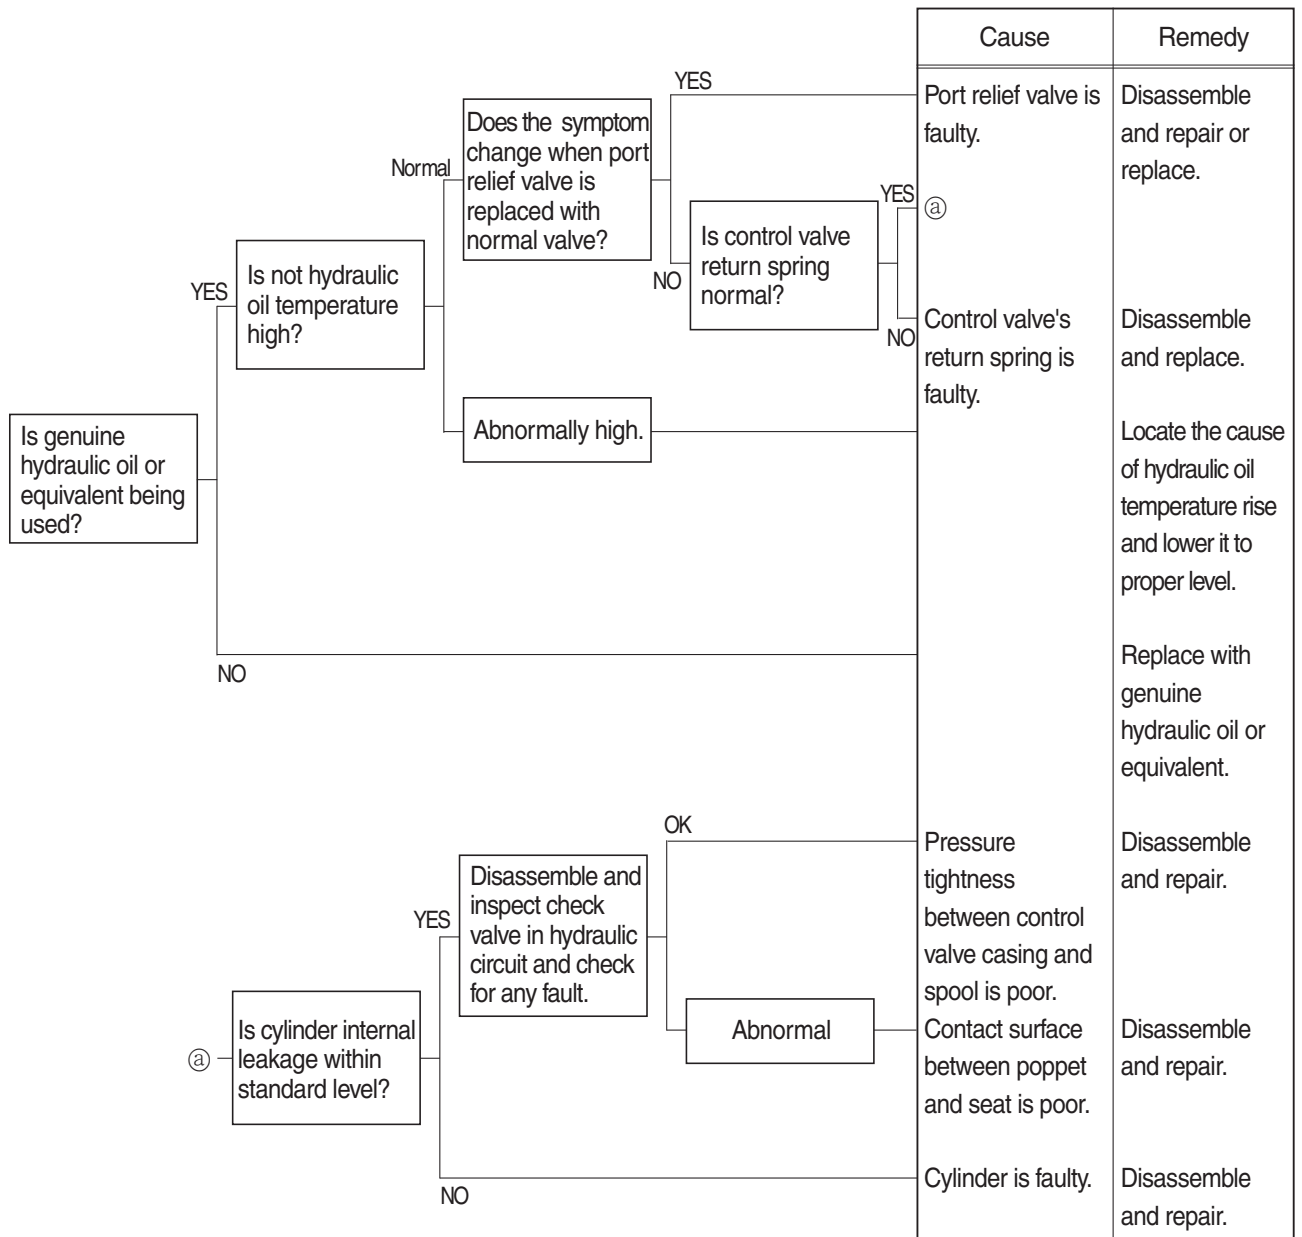 Cause
Remedy
YES
Port relief valve is
faulty.
Disassemble
and repair or
replace.
Does the symptom
change when port
relief valve is
replaced with
normal valve?
Normal
YES
ⓐ
Is control valve
return spring
normal?
NO
NO
Control valve's
return spring is
faulty.
Disassemble
and replace.
YES
Is not hydraulic
oil temperature
high?
Abnormally high.
Locate the cause
of hydraulic oil
temperature rise
and lower it to
proper level.
Is genuine
hydraulic oil or
equivalent being
used?
NO
Replace with
genuine
hydraulic oil or
equivalent.
OK
Pressure
tightness
between control
valve casing and
spool is poor.
Disassemble
and repair.
YES
Disassemble and
inspect check
valve in hydraulic
circuit and check
for any fault.
Abnormal
Contact surface
between poppet
and seat is poor.
Disassemble
and repair.
ⓐ
Is cylinder internal
leakage within
standard level?
NO
Cylinder is faulty.
Disassemble
and repair.